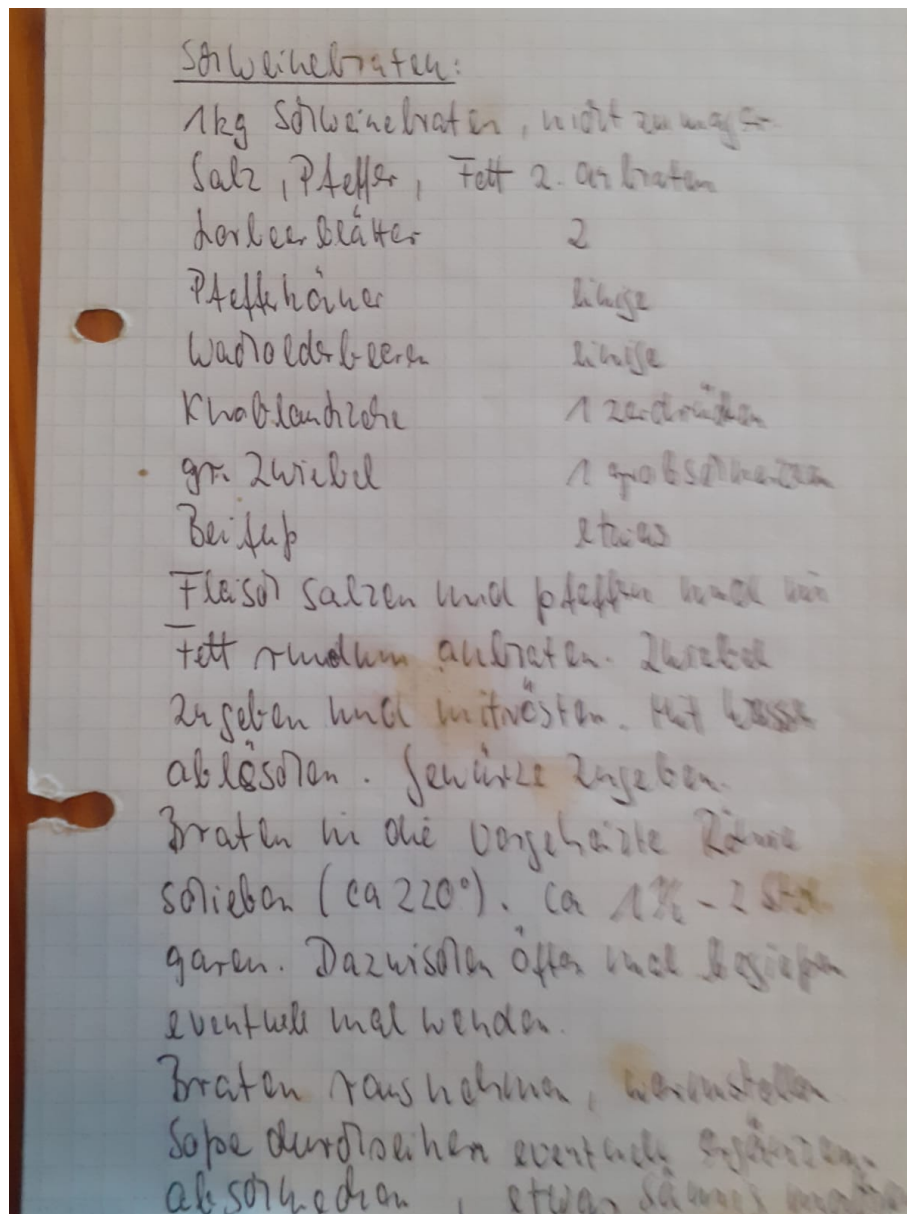 Schweinebraten:
1kg Schweinebraten, nicht zu mager
Salz, Pfeffer, Fett z. anbraten
Lorbeerblätter 2
Pfefferkörner einige
Wacholderbeeren einige
Knoblauchzehe 1 zerdrücken
gr. Zwiebel 1 grob schneiden
Beifuß etwas
Fleisch salzen und pfeffern und im
Fett rundum anbraten. Zwiebel
zugeben und mitrösten. Mit Wasser
ablöschen. Gewürze zugeben.
Braten in die vorgeheizte Röhre
schieben (ca 220°). Ca 1½ - 2 Std
garen. Dazwischen öfter mal begießen
eventuell mal wenden.
Braten rausnehmen, warmstellen
Soße durchseihen eventuell ergänzen,
abschmecken, etwas